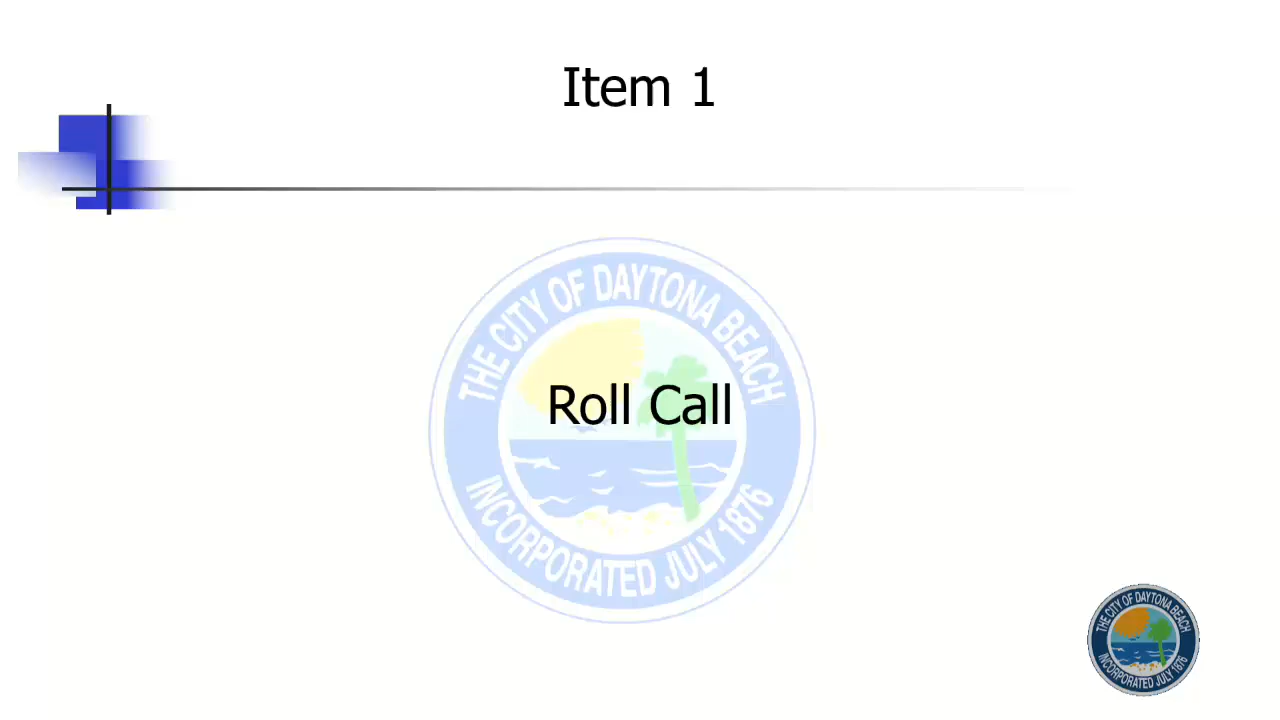 Item 1
THE CITY OF DAYTONA BEACH
Roll Call
INCORPORATED JULY 1876
THE CITY OF DAYTONA BEACH
INCORPORATED JULY 1876